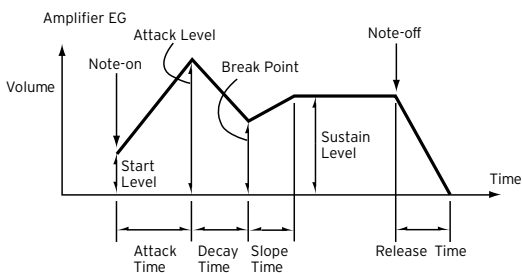 Amplifier EG
Attack Level
Note-off
Note-on
Break Point
Volume
Start
Level
Sustain
Level
Time
Attack
Time
Decay
Time
Slope
Time
Release Time